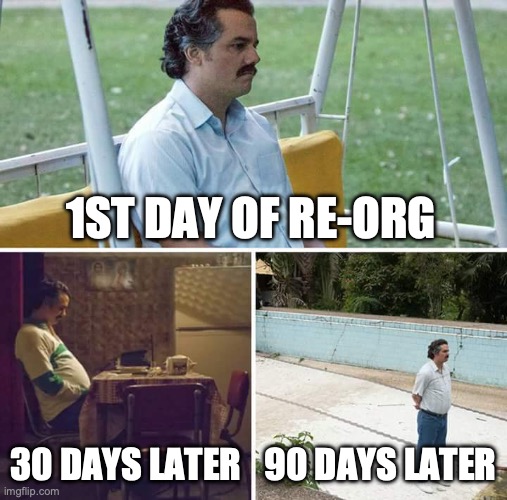 1ST DAY OF RE-ORG
30 DAYS LATER
90 DAYS LATER
imgflip.com